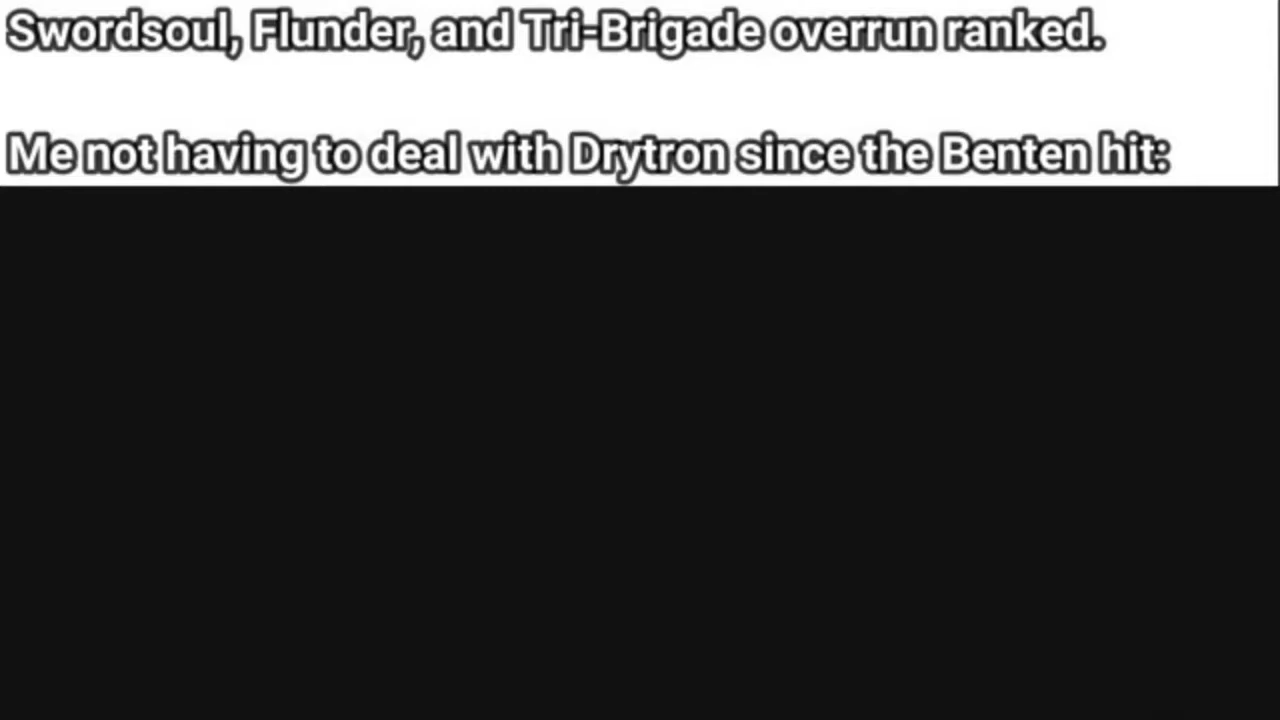 Swordsoul, Flunder, and Tri-Brigade overrun ranked.
Me not having to deal with Drytron since the Benten hit: